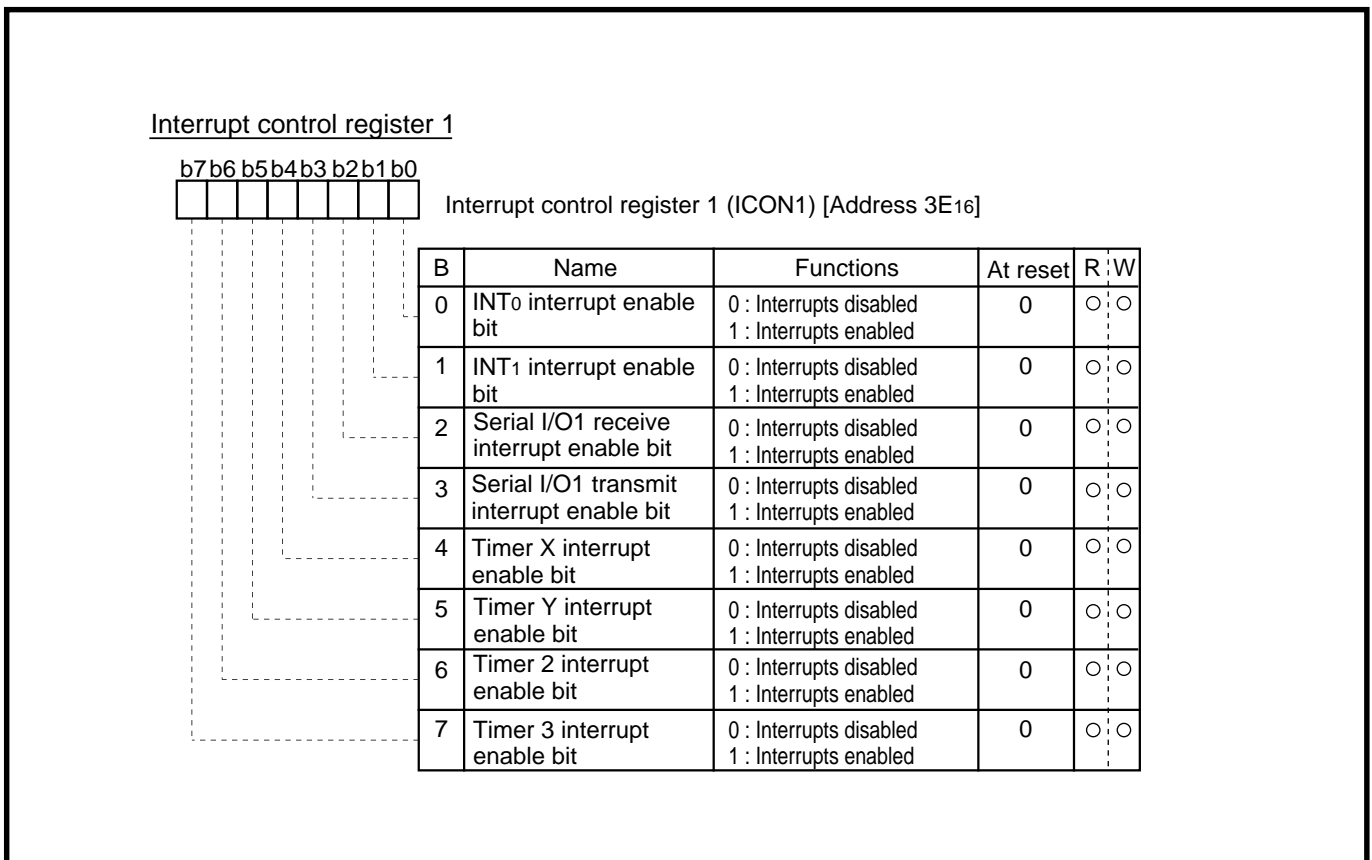 Interrupt control register 1
b7 b6 b5 b4 b3 b2 b1 b0
Interrupt control register 1 (ICON1) [Address 3E16]
B Name Functions At reset R W
0 INT0 interrupt enable bit 0 : Interrupts disabled 1 : Interrupts enabled 0 ○ ○
1 INT1 interrupt enable bit 0 : Interrupts disabled 1 : Interrupts enabled 0 ○ ○
2 Serial I/O1 receive interrupt enable bit 0 : Interrupts disabled 1 : Interrupts enabled 0 ○ ○
3 Serial I/O1 transmit interrupt enable bit 0 : Interrupts disabled 1 : Interrupts enabled 0 ○ ○
4 Timer X interrupt enable bit 0 : Interrupts disabled 1 : Interrupts enabled 0 ○ ○
5 Timer Y interrupt enable bit 0 : Interrupts disabled 1 : Interrupts enabled 0 ○ ○
6 Timer 2 interrupt enable bit 0 : Interrupts disabled 1 : Interrupts enabled 0 ○ ○
7 Timer 3 interrupt enable bit 0 : Interrupts disabled 1 : Interrupts enabled 0 ○ ○